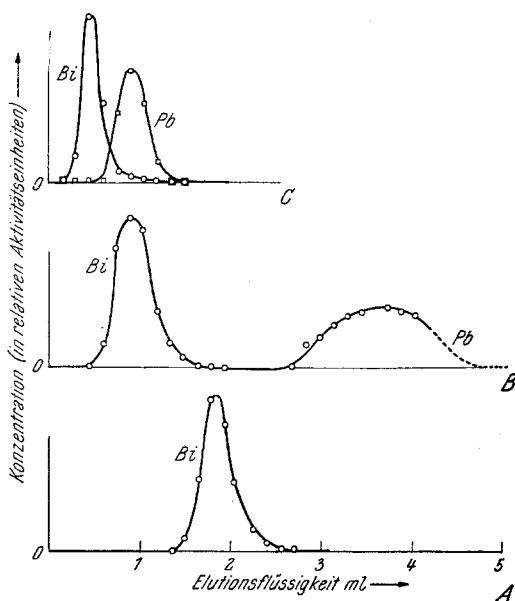 Konzentration (in relativen Aktivitätseinheiten)
Bi
Pb
0
C
Bi
Pb
0
B
Bi
0
1
2
3
4
5
Elutionsflüssigkeit ml
A